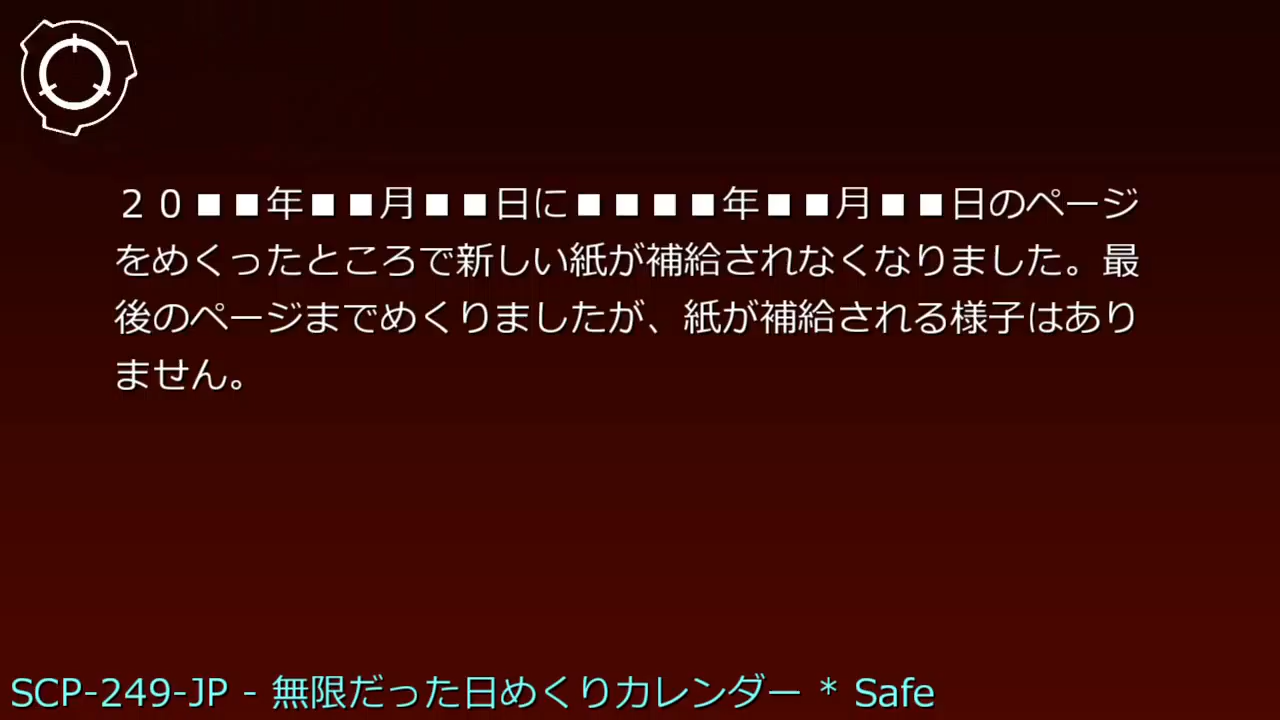 ２０■■年■■月■■日に■■■■年■■月■■日のページ
をめくったところで新しい紙が補給されなくなりました。最
後のページまでめくりましたが、紙が補給される様子はあり
ません。
SCP-249-JP - 無限だった日めくりカレンダー * Safe